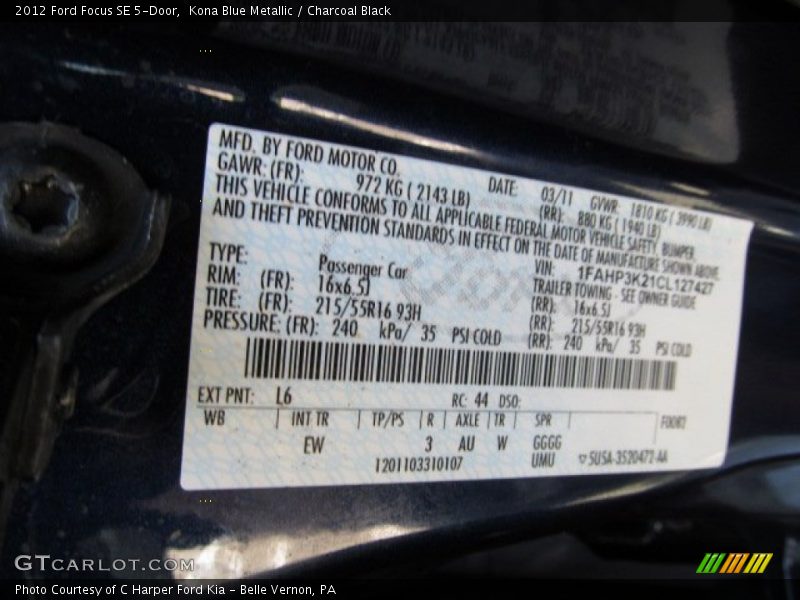 2012 Ford Focus SE 5-Door, Kona Blue Metallic / Charcoal Black
MFD. BY FORD MOTOR CO. DATE: 03/11 GVWR: 1810 KG ( 3990 LB)
GAWR: (FR): 972 KG ( 2143 LB) (RR): 880 KG ( 1940 LB)
THIS VEHICLE CONFORMS TO ALL APPLICABLE FEDERAL MOTOR VEHICLE SAFETY BUMPER,
AND THEFT PREVENTION STANDARDS IN EFFECT ON THE DATE OF MANUFACTURE SHOWN ABOVE.
VIN: 1FAHP3K21CL127427
TYPE: Passenger Car TRAILER TOWING - SEE OWNER GUIDE
RIM: (FR): 16x6.5J (RR): 16x6.5J
TIRE: (FR): 215/55R16 93H (RR): 215/55R16 93H
PRESSURE: (FR): 240 kPa/ 35 PSI COLD (RR): 240 kPa/ 35 PSI COLD
EXT PNT: L6 RC: 44 DSO:
WB INT TR TP/PS R AXLE TR SPR
EW 3 AU W GGGG
1201103310107 UMU 5U5A-3520472-AA
GTcarlot.com
Photo Courtesy of C Harper Ford Kia - Belle Vernon, PA